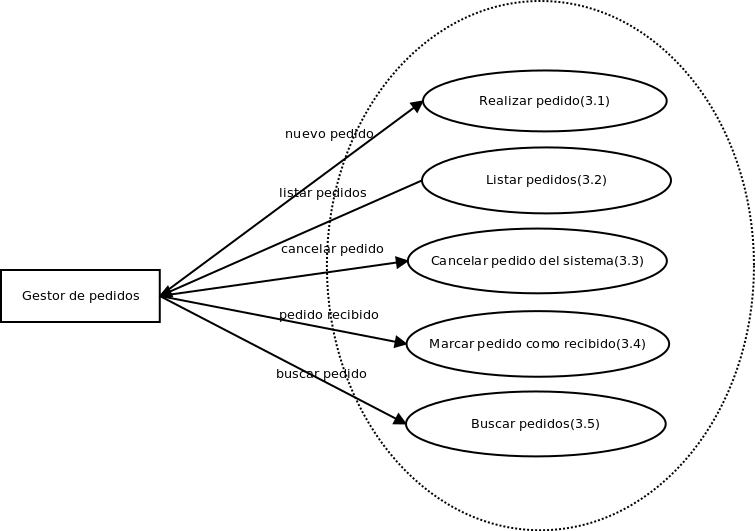 Realizar pedido(3.1)
nuevo pedido
Listar pedidos(3.2)
listar pedidos
cancelar pedido
Cancelar pedido del sistema(3.3)
Gestor de pedidos
pedido recibido
Marcar pedido como recibido(3.4)
buscar pedido
Buscar pedidos(3.5)